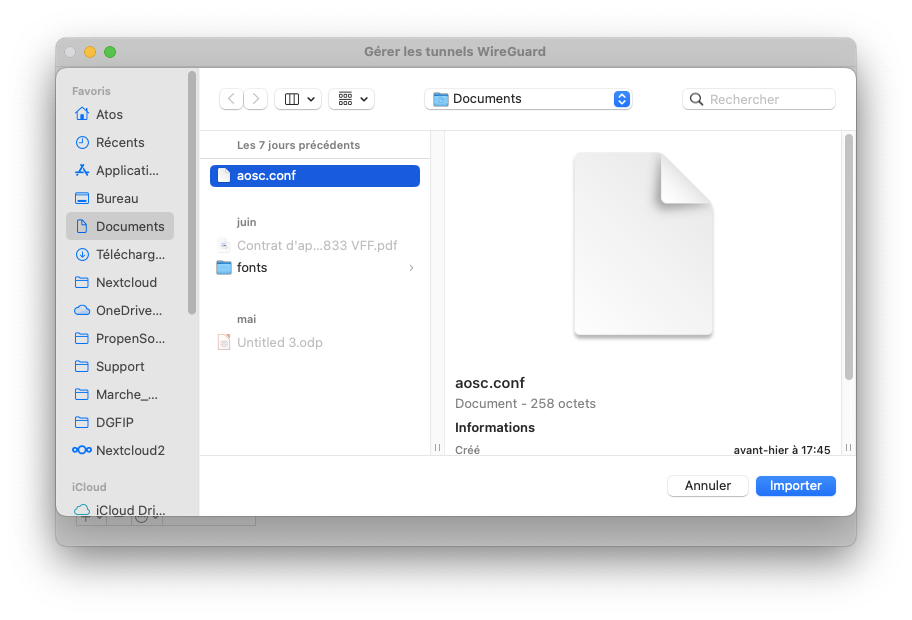 Gérer les tunnels WireGuard
Favoris
Atos
Récents
Applicati...
Bureau
Documents
Télécharg...
Nextcloud
OneDrive...
PropenSo...
Support
Marche_...
DGFIP
Nextcloud2
iCloud
iCloud Dri...
Documents
Rechercher
Les 7 jours précédents
aosc.conf
juin
Contrat d'ap...833 VFF.pdf
fonts
mai
Untitled 3.odp
aosc.conf
Document - 258 octets
Informations
Créé avant-hier à 17:45
Annuler Importer